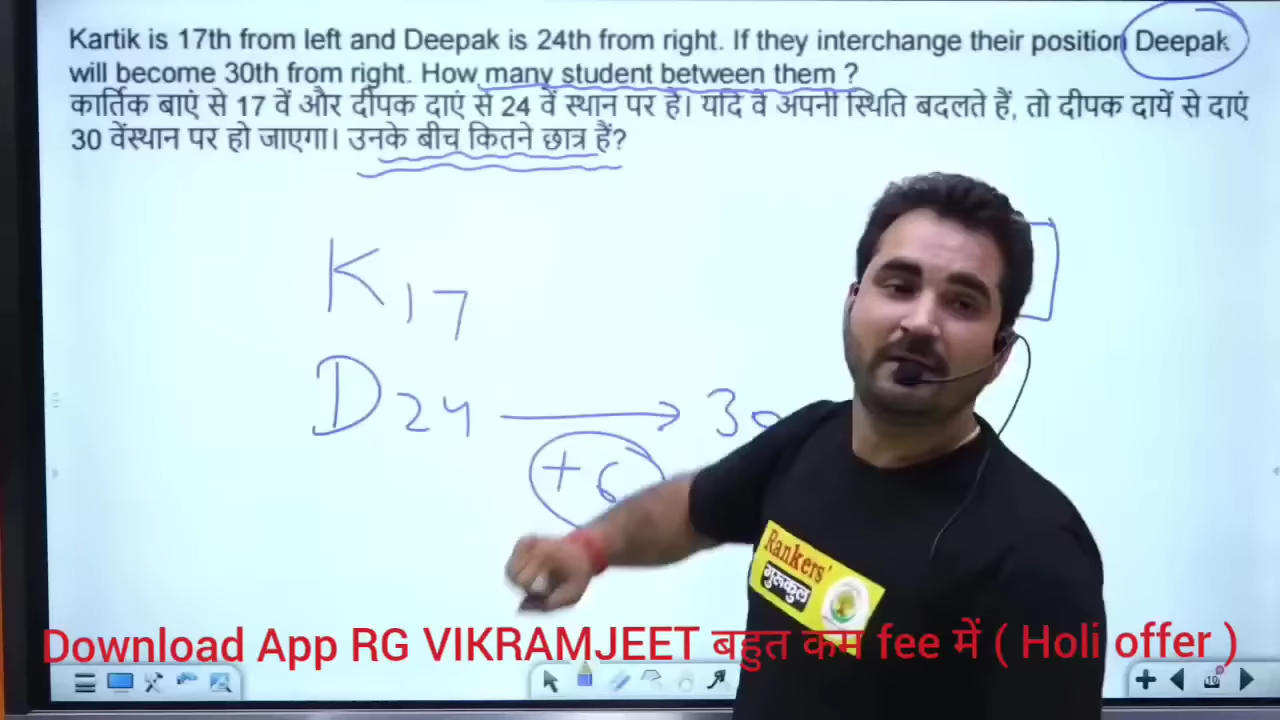 Kartik is 17th from left and Deepak is 24th from right. If they interchange their position Deepak
will become 30th from right. How many student between them ?
कार्तिक बाएं से 17 वें और दीपक दाएं से 24 वें स्थान पर है। यदि वे अपनी स्थिति बदलते हैं, तो दीपक दायें से दाएं
30 वेंस्थान पर हो जाएगा। उनके बीच कितने छात्र हैं?
K 17
D 24 → 30
+6
Rankers'
गुरुकुल
Download App RG VIKRAMJEET बहुत कम fee में ( Holi offer )
19